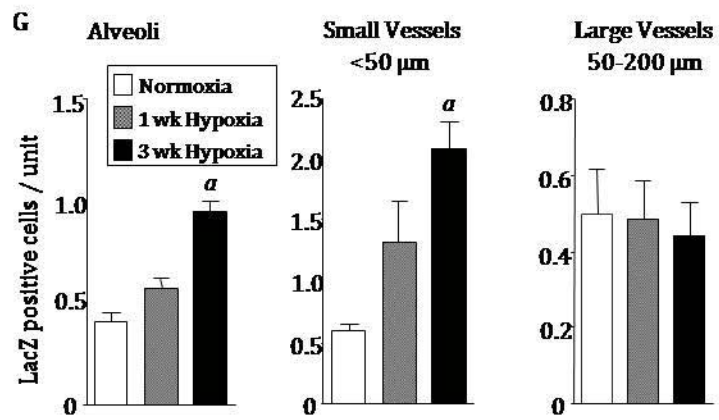 G
Alveoli
Small Vessels
<50 µm
Large Vessels
50-200 µm
Normoxia
1 wk Hypoxia
3 wk Hypoxia
LacZ positive cells / unit
1.5
1.0
0.5
0
a
2.5
2.0
1.5
1.0
0.5
0
a
0.8
0.6
0.4
0.2
0